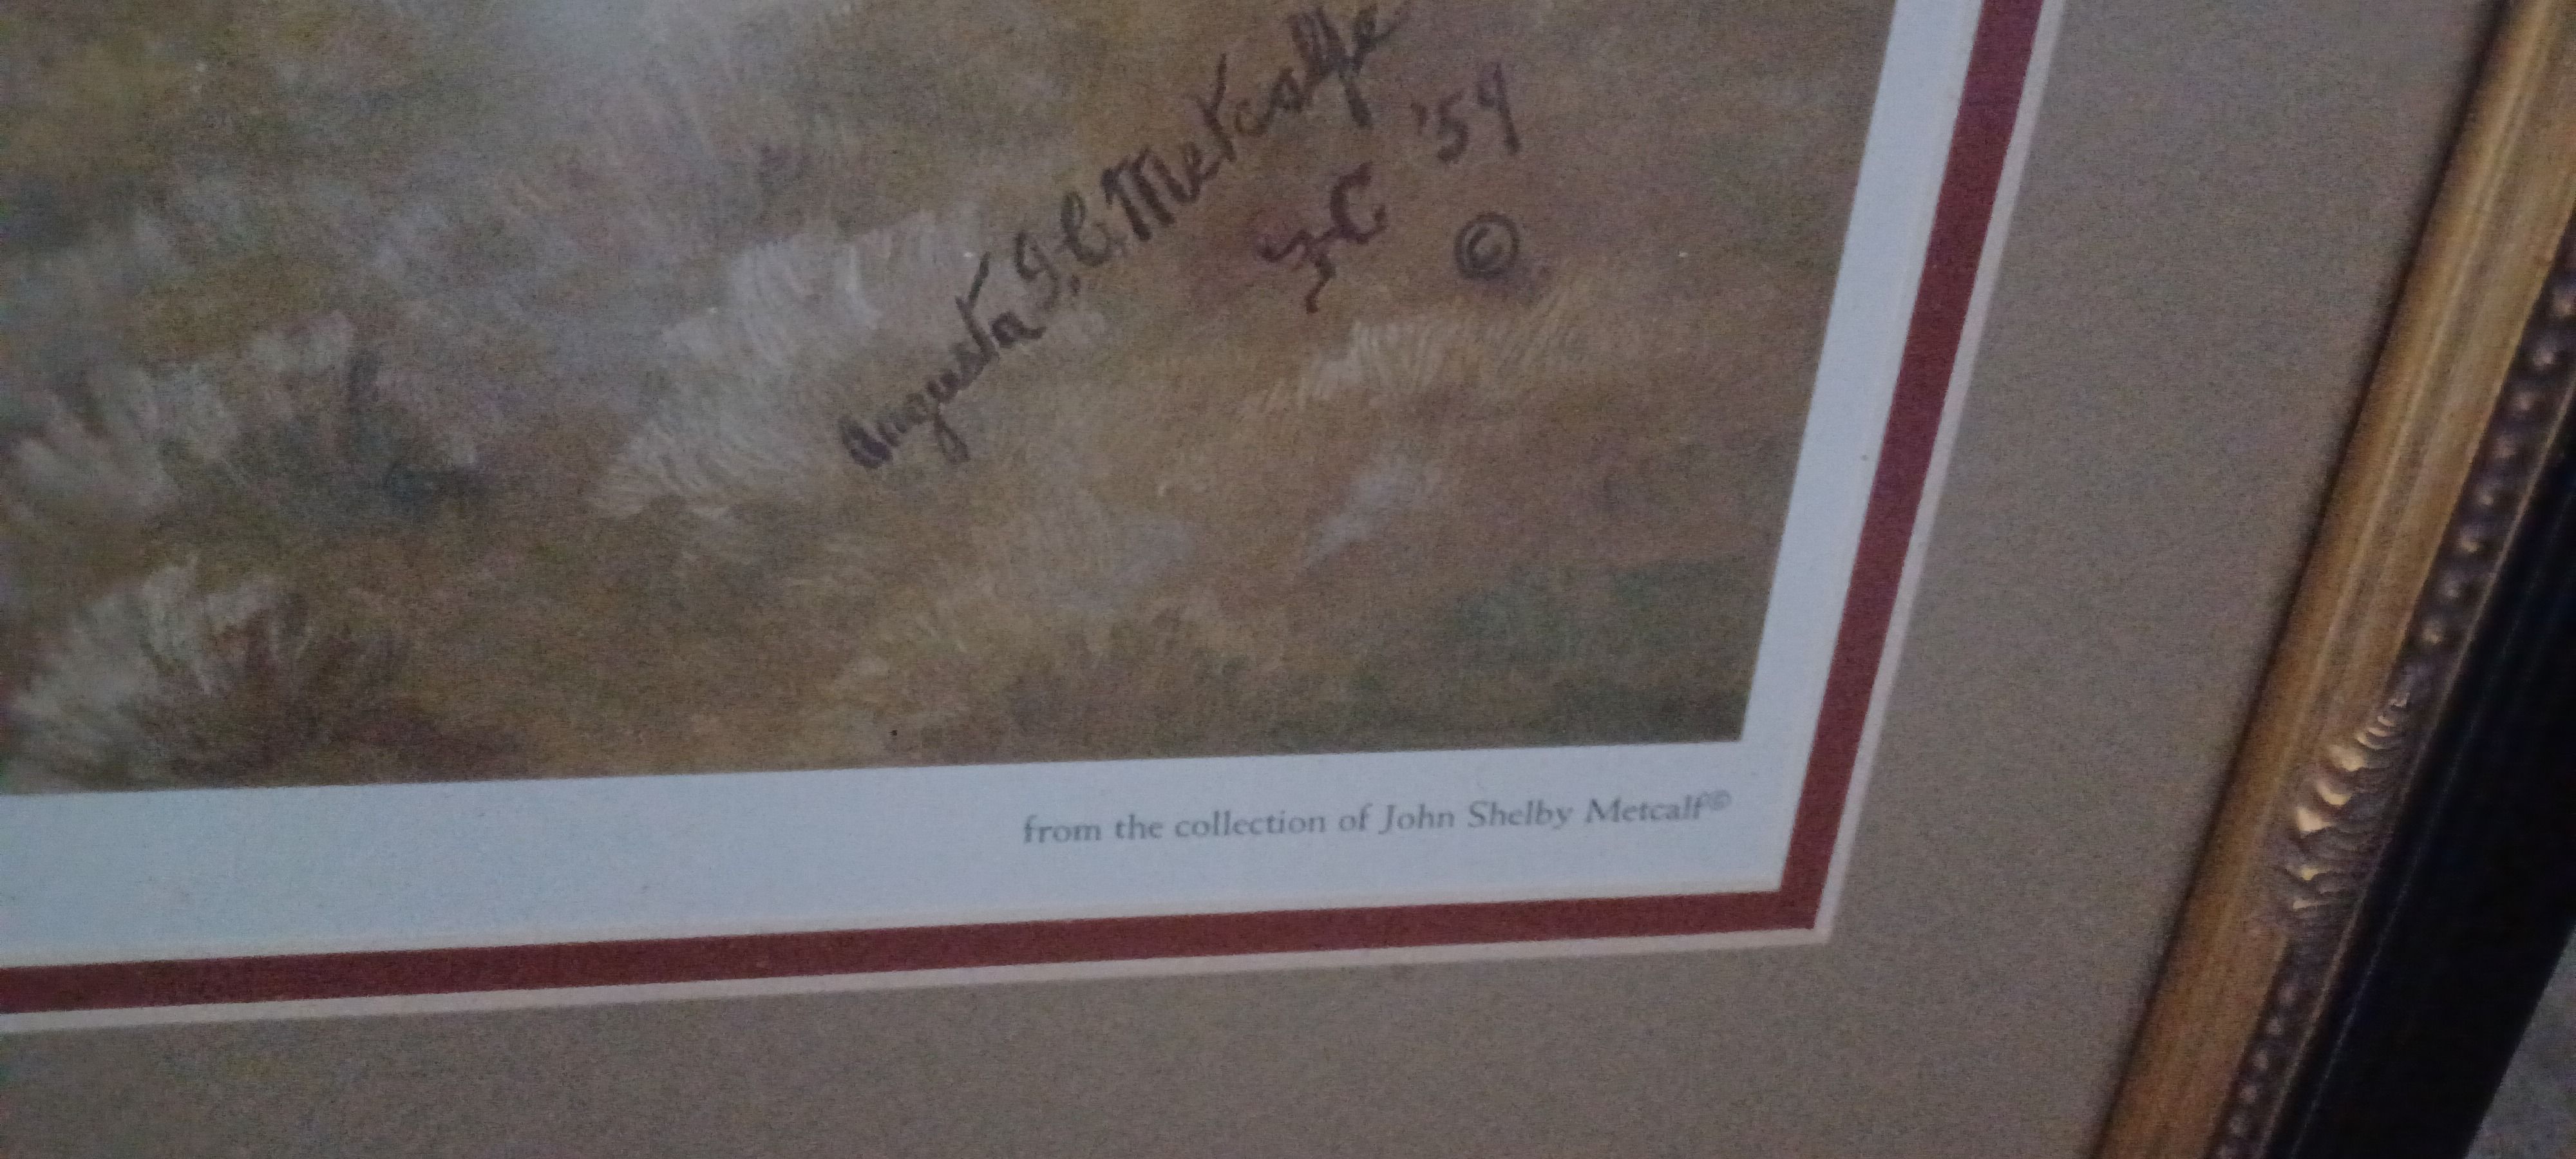 Augusta I. C. Metcalfe
C '59
©
from the collection of John Shelby Metcalf©